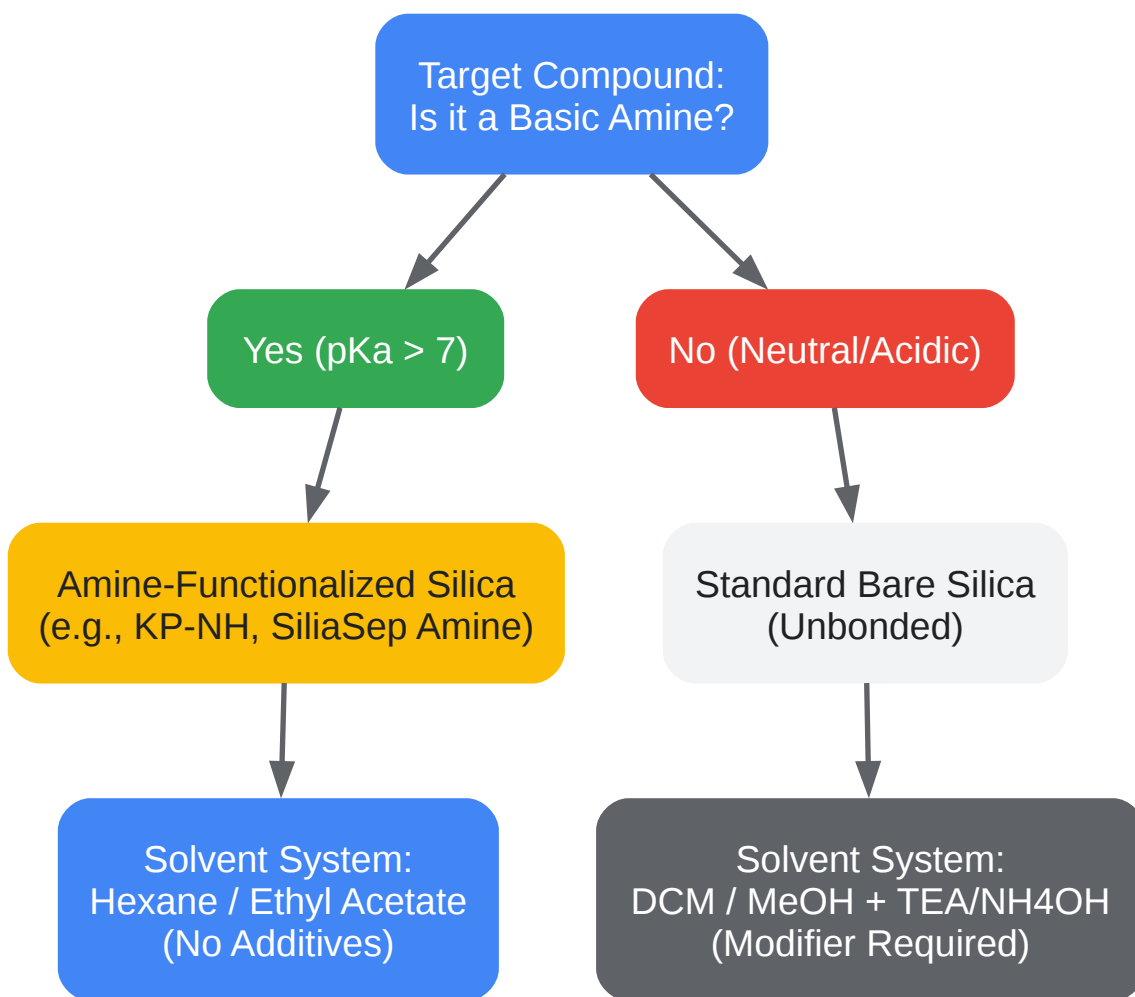 Target Compound:
Is it a Basic Amine?
Yes (pKa > 7)
No (Neutral/Acidic)
Amine-Functionalized Silica
(e.g., KP-NH, SiliaSep Amine)
Standard Bare Silica
(Unbonded)
Solvent System:
Hexane / Ethyl Acetate
(No Additives)
Solvent System:
DCM / MeOH + TEA/NH4OH
(Modifier Required)